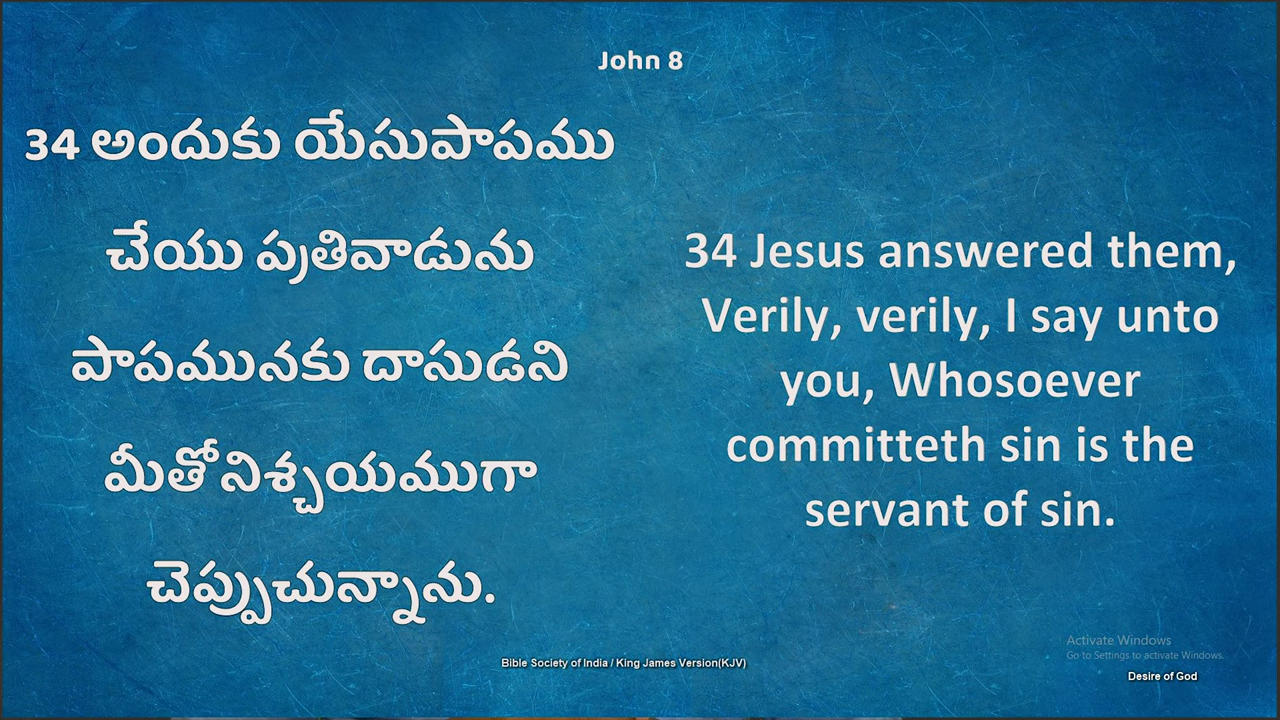 John 8
34 అందుకు యేసుపాపము
చేయు ప్రతివాడును
పాపమునకు దాసుడని
మీతో నిశ్చయముగా
చెప్పుచున్నాను.
34 Jesus answered them,
Verily, verily, I say unto
you, Whosoever
committeth sin is the
servant of sin.
Activate Windows
Go to Settings to activate Windows.
Bible Society of India / King James Version(KJV)
Desire of God